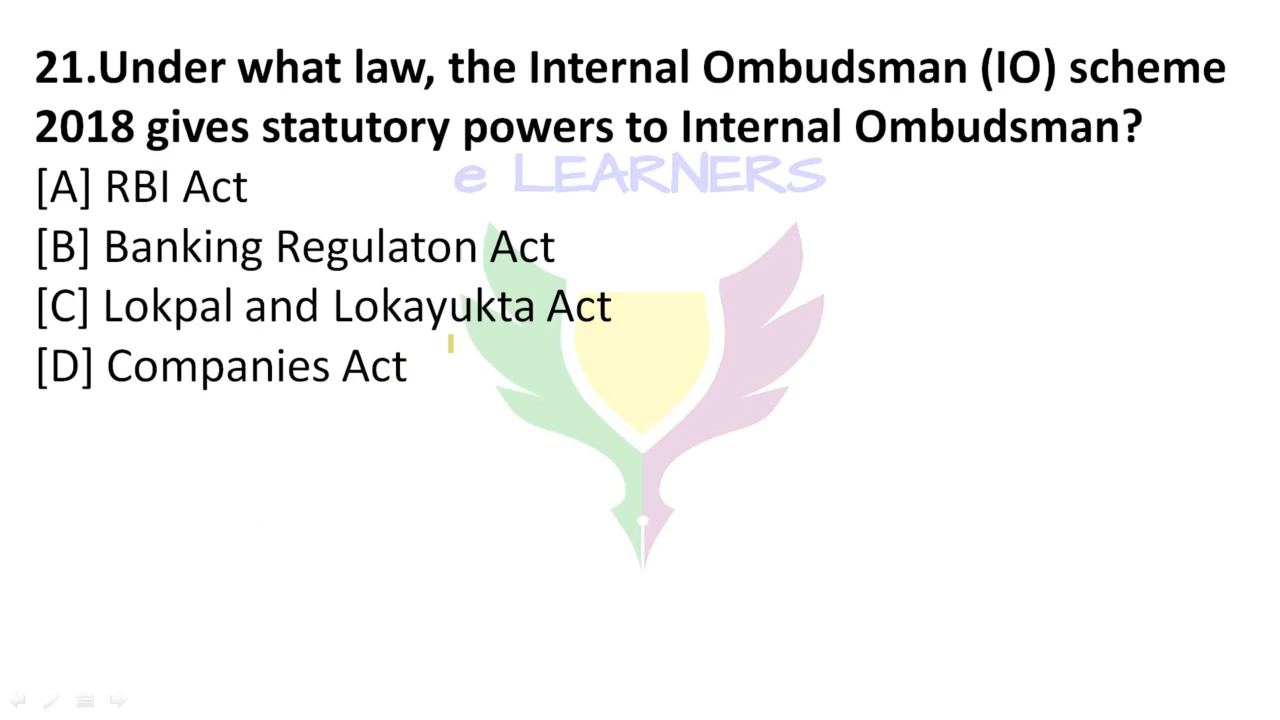 21.Under what law, the Internal Ombudsman (IO) scheme
2018 gives statutory powers to Internal Ombudsman?
e LEARNERS
[A] RBI Act
[B] Banking Regulaton Act
[C] Lokpal and Lokayukta Act
[D] Companies Act